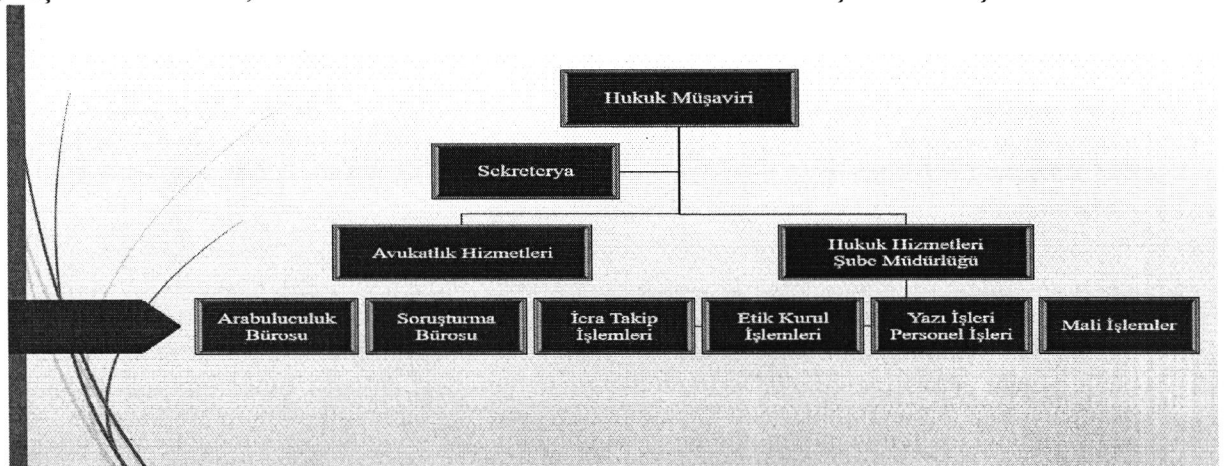 Hukuk Müşaviri
Sekreterya
Avukatlık Hizmetleri
Hukuk Hizmetleri
Şube Müdürlüğü
Arabuluculuk
Bürosu
Soruşturma
Bürosu
İcra Takip
İşlemleri
Etik Kurul
İşlemleri
Yazı İşleri
Personel İşleri
Mali İşlemler